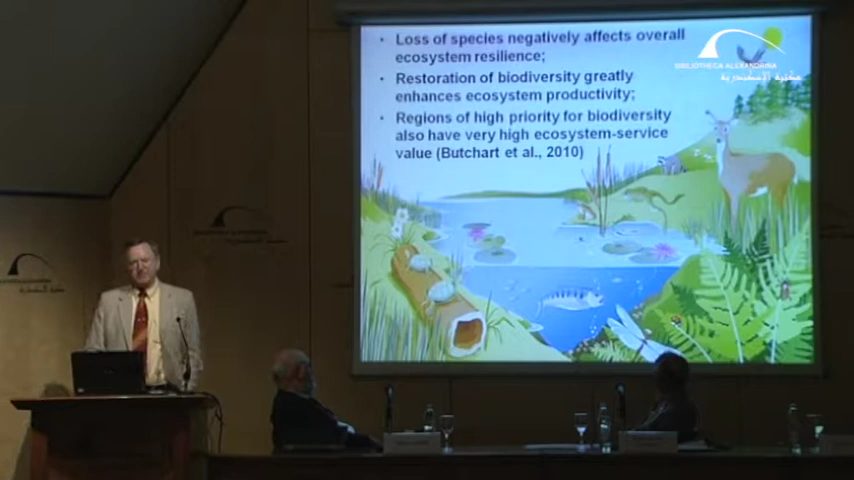 • Loss of species negatively affects overall
ecosystem resilience;
• Restoration of biodiversity greatly
enhances ecosystem productivity;
• Regions of high priority for biodiversity
also have very high ecosystem-service
value (Butchart et al., 2010)
BIBLIOTHECA ALEXANDRINA
مكتبة الإسكندرية